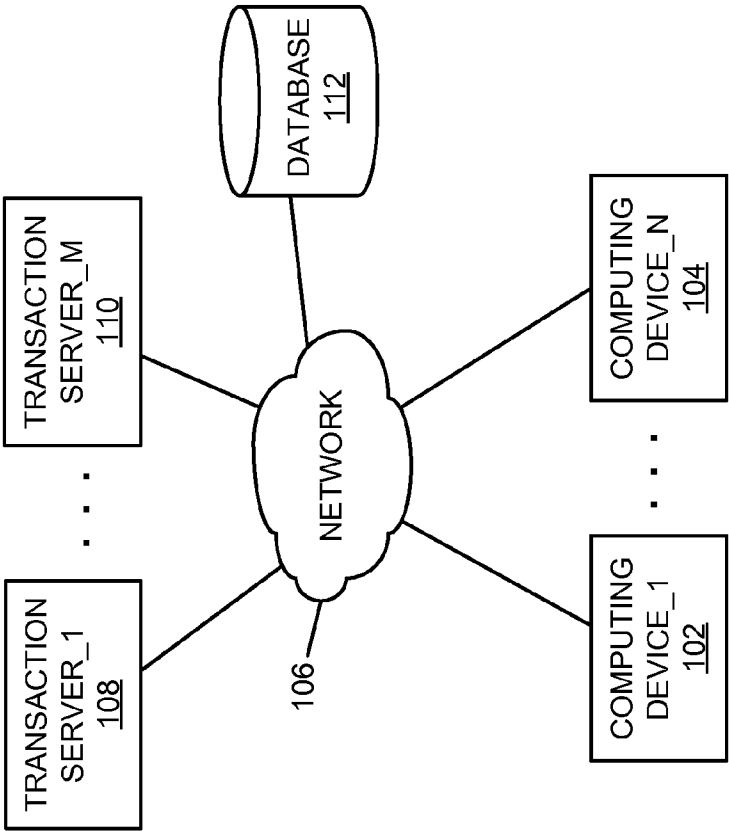 TRANSACTION
SERVER_1
108
. . .
TRANSACTION
SERVER_M
110
DATABASE
112
NETWORK
106
COMPUTING
DEVICE_1
102
. . .
COMPUTING
DEVICE_N
104